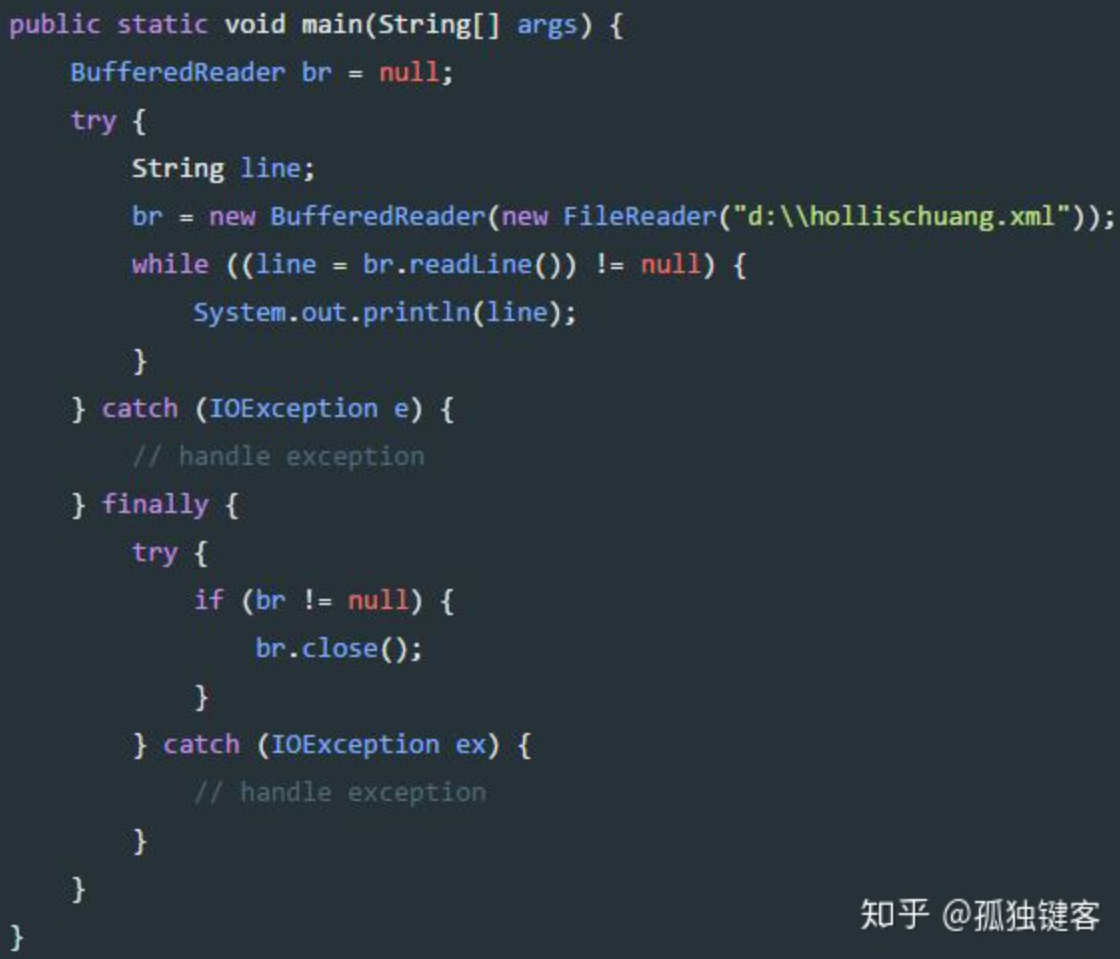 public static void main(String[] args) {
    BufferedReader br = null;
    try {
        String line;
        br = new BufferedReader(new FileReader("d:\\hollischuang.xml"));
        while ((line = br.readLine()) != null) {
            System.out.println(line);
        }
    } catch (IOException e) {
        // handle exception
    } finally {
        try {
            if (br != null) {
                br.close();
            }
        } catch (IOException ex) {
            // handle exception
        }
    }
}
知乎 @孤独键客